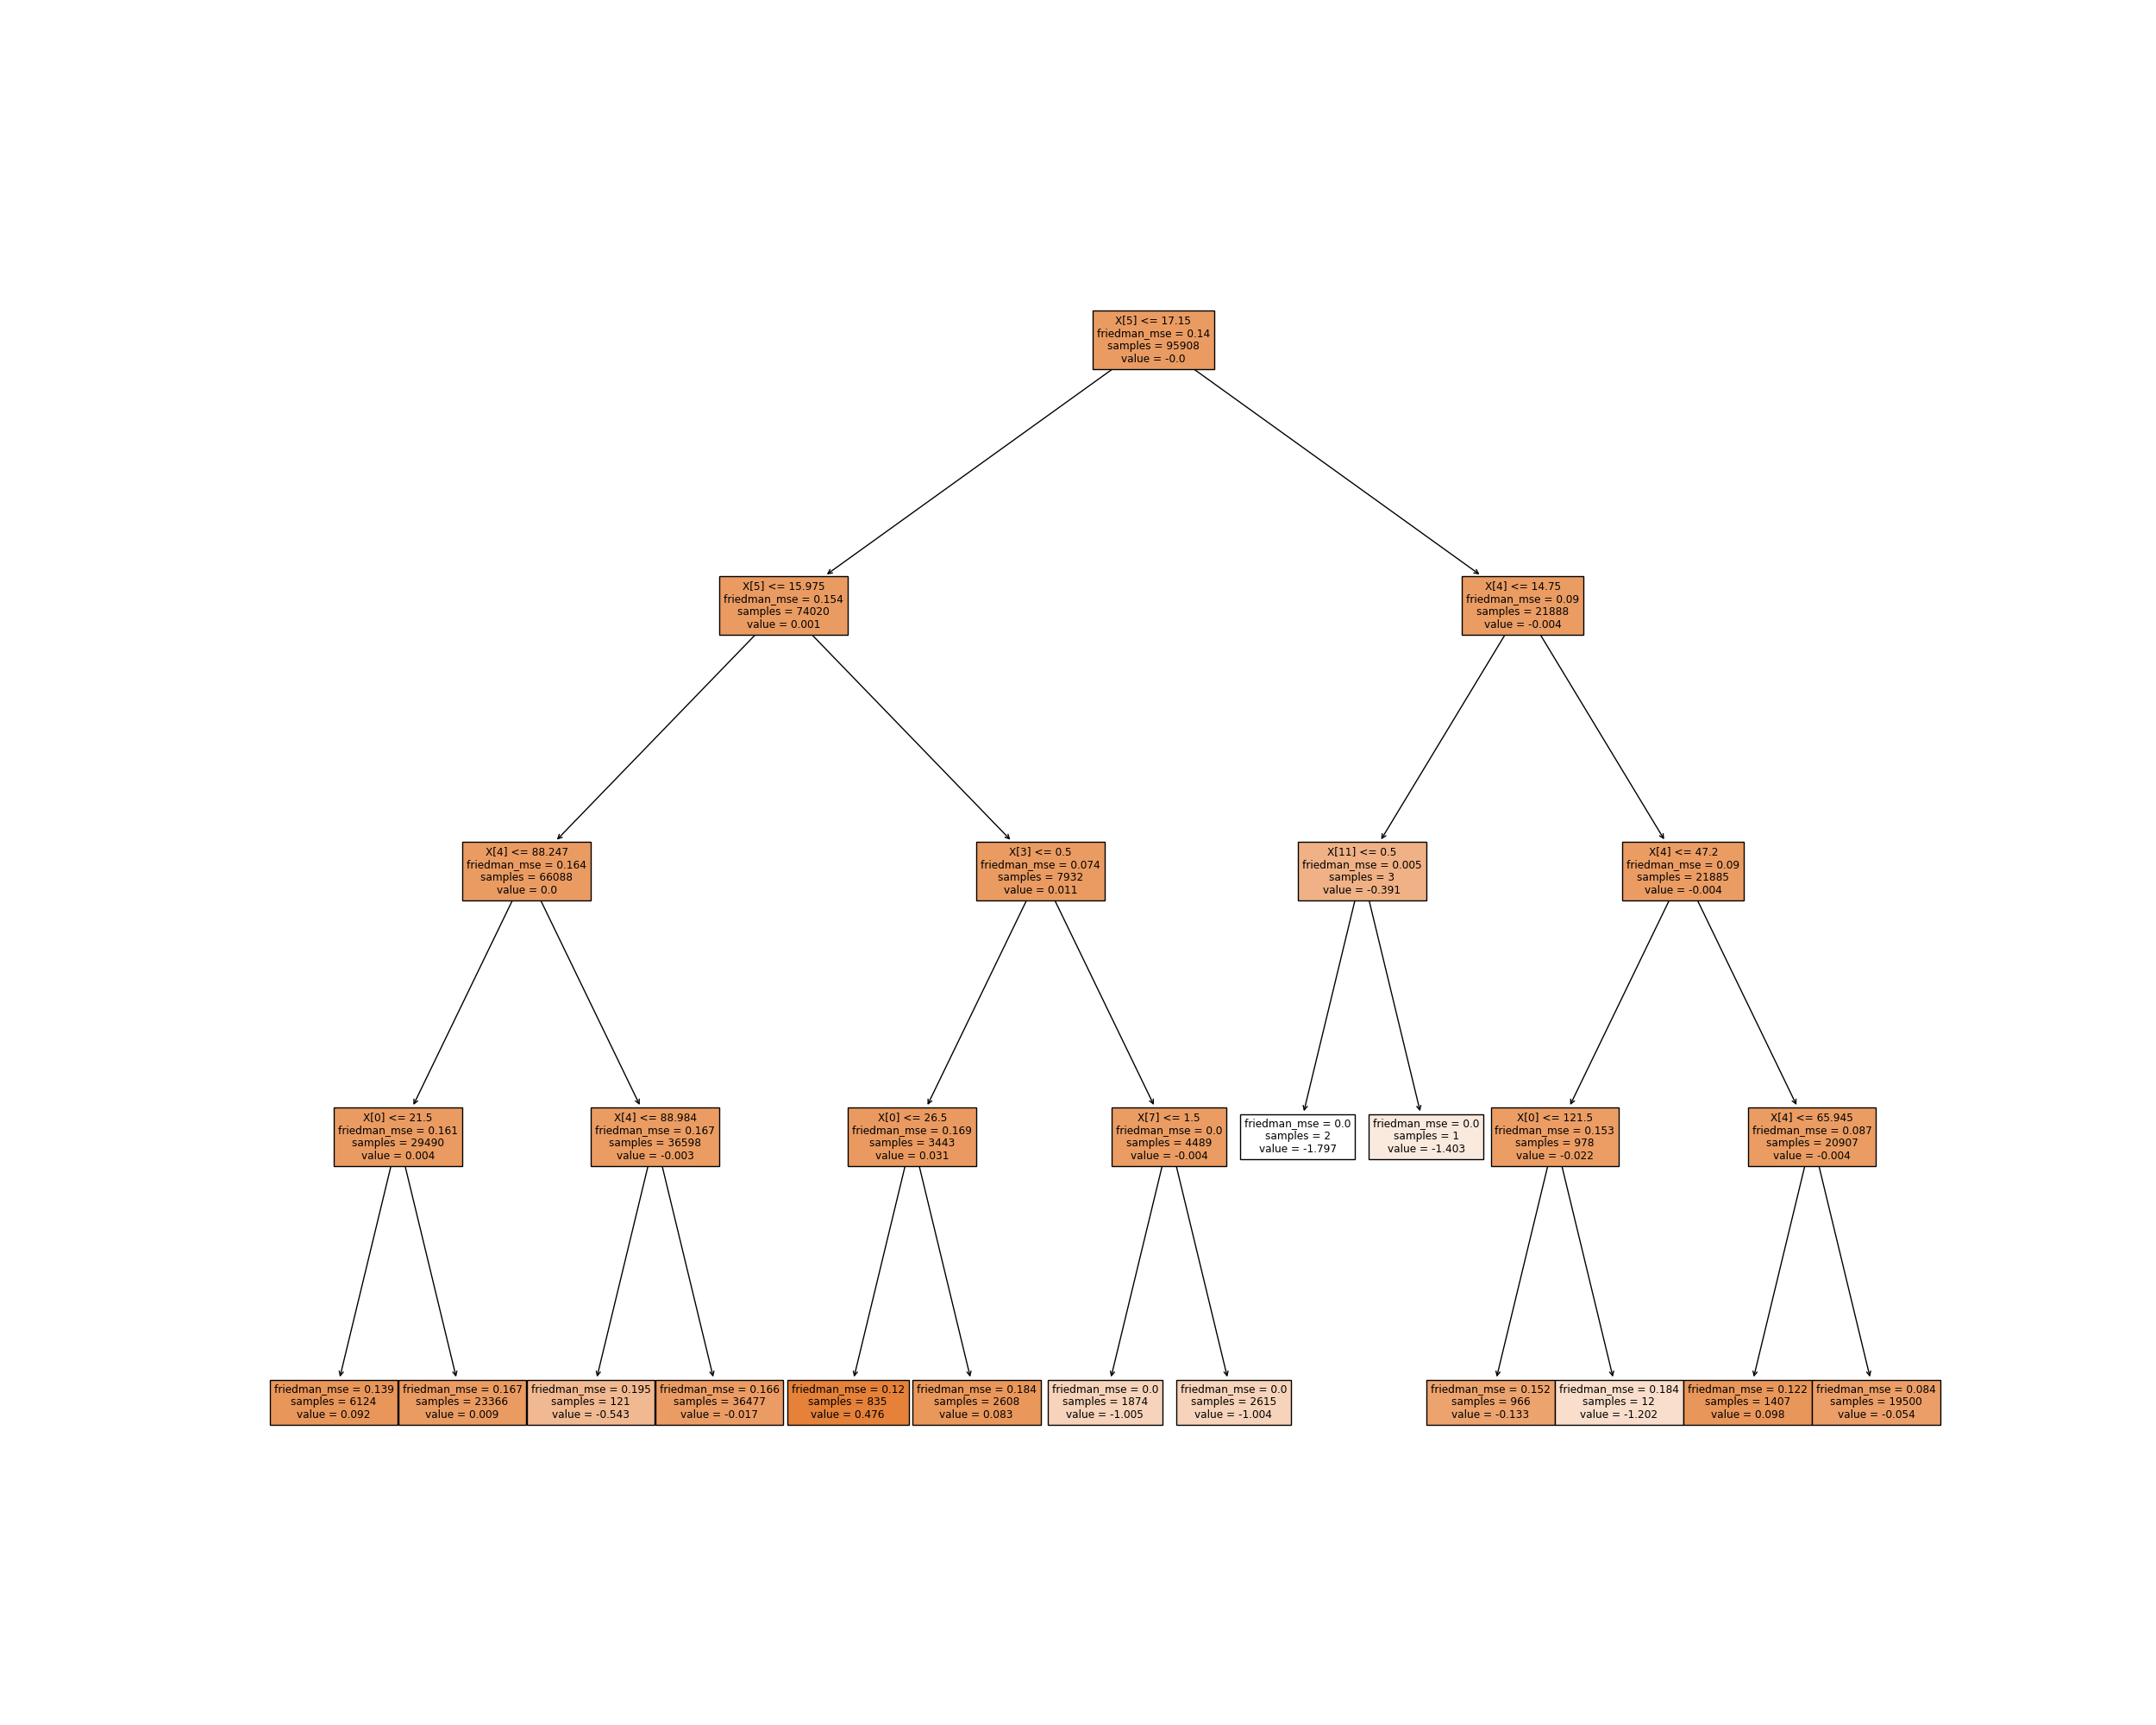 X[5] <= 17.15
friedman_mse = 0.14
samples = 95908
value = -0.0
X[5] <= 15.975
friedman_mse = 0.154
samples = 74020
value = 0.001
X[4] <= 14.75
friedman_mse = 0.09
samples = 21888
value = -0.004
X[4] <= 88.247
friedman_mse = 0.164
samples = 66088
value = 0.0
X[3] <= 0.5
friedman_mse = 0.074
samples = 7932
value = 0.011
X[11] <= 0.5
friedman_mse = 0.005
samples = 3
value = -0.391
X[4] <= 47.2
friedman_mse = 0.09
samples = 21885
value = -0.004
X[0] <= 21.5
friedman_mse = 0.161
samples = 29490
value = 0.004
X[4] <= 88.984
friedman_mse = 0.167
samples = 36598
value = -0.003
X[0] <= 26.5
friedman_mse = 0.169
samples = 3443
value = 0.031
X[7] <= 1.5
friedman_mse = 0.0
samples = 4489
value = -0.004
friedman_mse = 0.0
samples = 2
value = -1.797
friedman_mse = 0.0
samples = 1
value = -1.403
X[0] <= 121.5
friedman_mse = 0.153
samples = 978
value = -0.022
X[4] <= 65.945
friedman_mse = 0.087
samples = 20907
value = -0.004
friedman_mse = 0.139
samples = 6124
value = 0.092
friedman_mse = 0.167
samples = 23366
value = 0.009
friedman_mse = 0.195
samples = 121
value = -0.543
friedman_mse = 0.166
samples = 36477
value = -0.017
friedman_mse = 0.12
samples = 835
value = 0.476
friedman_mse = 0.184
samples = 2608
value = 0.083
friedman_mse = 0.0
samples = 1874
value = -1.005
friedman_mse = 0.0
samples = 2615
value = -1.004
friedman_mse = 0.152
samples = 966
value = -0.133
friedman_mse = 0.184
samples = 12
value = -1.202
friedman_mse = 0.122
samples = 1407
value = 0.098
friedman_mse = 0.084
samples = 19500
value = -0.054